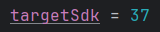 targetSdk = 37